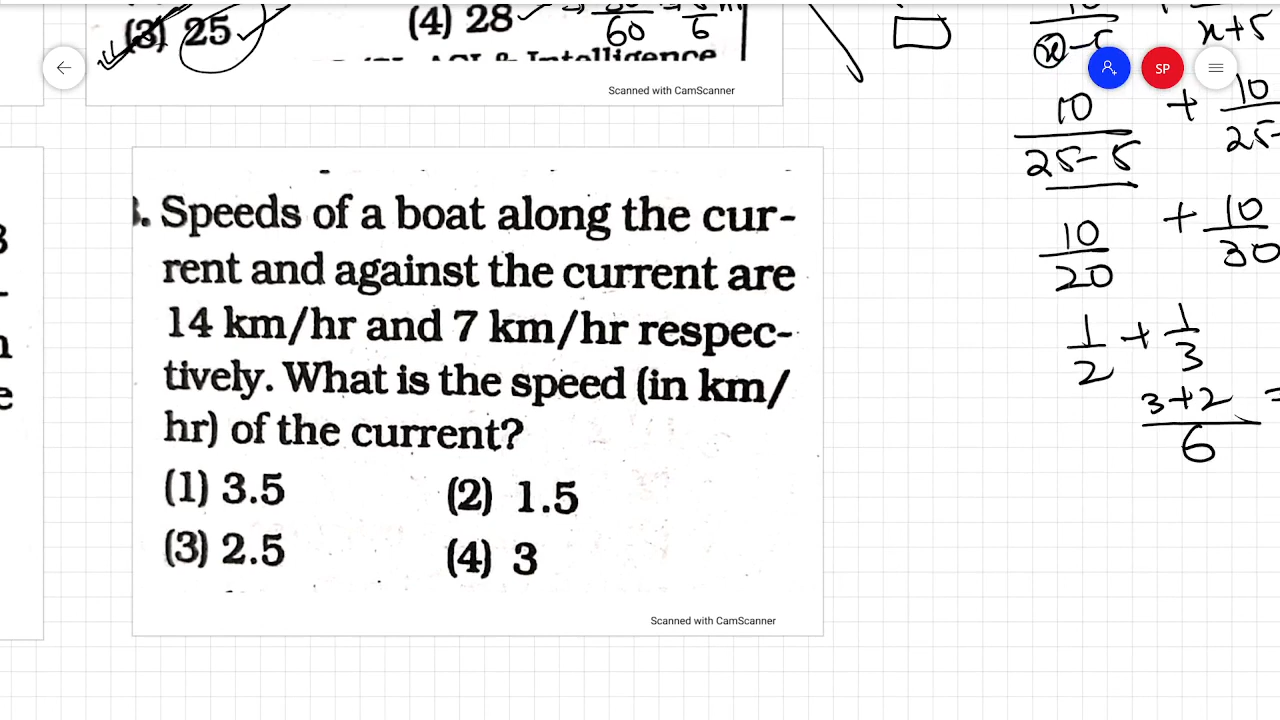 (3) 25
(4) 28
60
6
x+5
Scanned with CamScanner
SP
10
25-5
+
10
25-
10
20
+
10
30
1
2
+
1
3
3+2
6
=
3. Speeds of a boat along the cur-
rent and against the current are
14 km/hr and 7 km/hr respec-
tively. What is the speed (in km/
hr) of the current?
(1) 3.5 (2) 1.5
(3) 2.5 (4) 3
Scanned with CamScanner